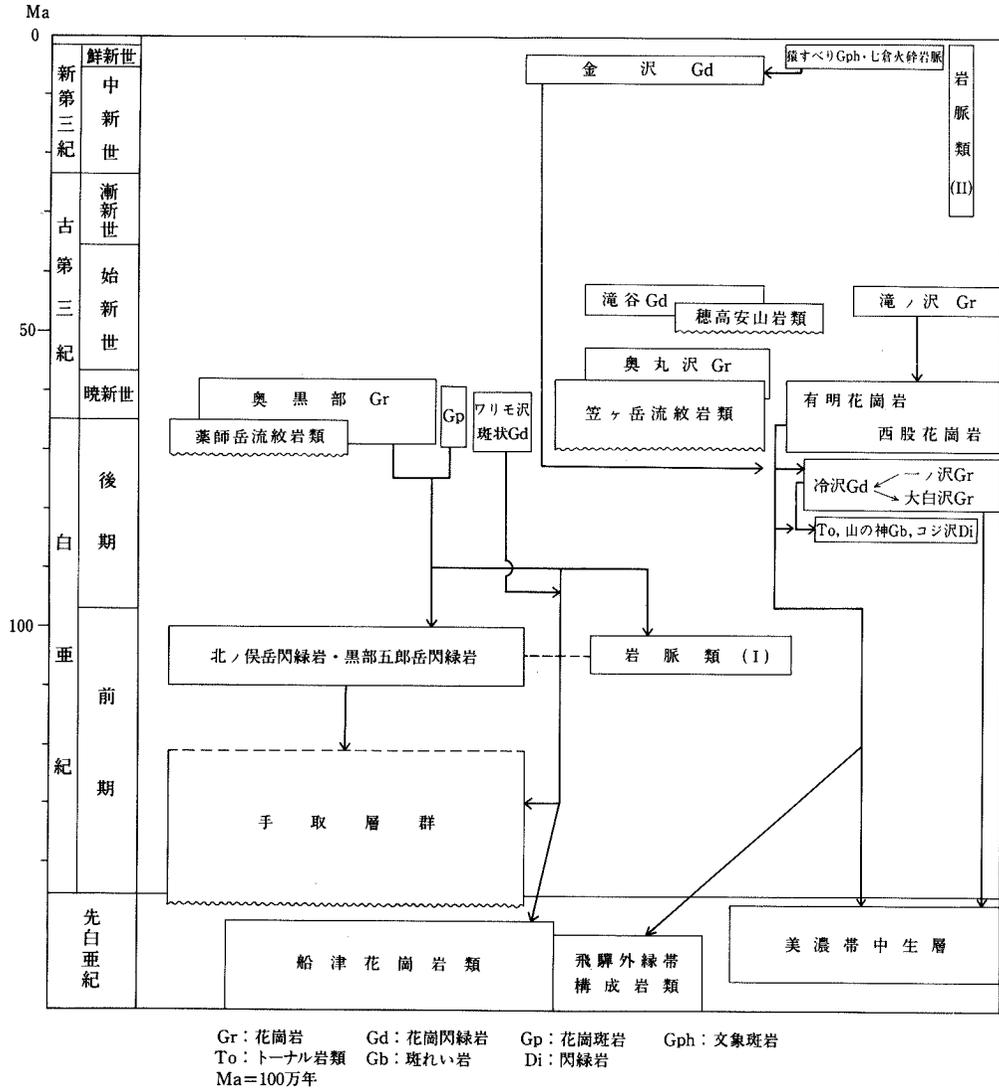 Ma
0
鮮新世
新第三紀
中新世
金沢 Gd
猿すべりGph・七倉火砕岩脈
岩脈類(II)
漸新世
古第三紀
始新世
50
滝谷Gd
穂高安山岩類
滝ノ沢 Gr
暁新世
奥黒部 Gr
薬師岳流紋岩類
Gp
ワリモ沢
斑状Gd
奥丸沢 Gr
笠ヶ岳流紋岩類
有明花崗岩
西股花崗岩
後期
冷沢Gd
一ノ沢Gr
大白沢Gr
To, 山の神Gb, コジ沢Di
白亜紀
100
北ノ俣岳閃緑岩・黒部五郎岳閃緑岩
岩脈類 (I)
前期
手取層群
先白亜紀
船津花崗岩類
飛驒外縁帯
構成岩類
美濃帯中生層
Gr：花崗岩 Gd：花崗閃緑岩 Gp：花崗斑岩 Gph：文象斑岩
To：トーナル岩類 Gb：斑れい岩 Di：閃緑岩
Ma＝100万年